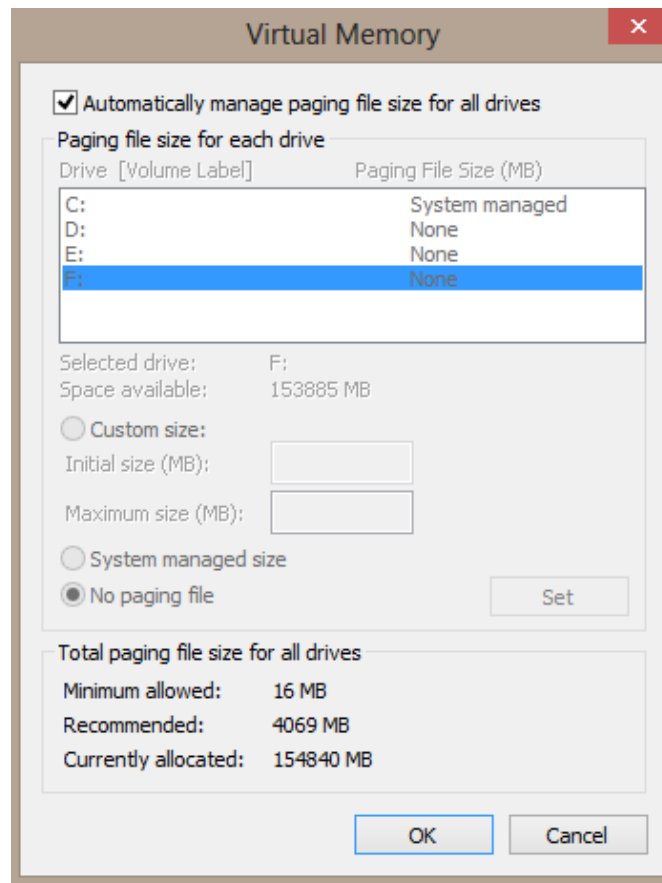 Virtual Memory
Automatically manage paging file size for all drives
Paging file size for each drive
Drive [Volume Label] Paging File Size (MB)
C: System managed
D: None
E: None
F: None
Selected drive: F:
Space available: 153885 MB
Custom size:
Initial size (MB):
Maximum size (MB):
System managed size
No paging file Set
Total paging file size for all drives
Minimum allowed: 16 MB
Recommended: 4069 MB
Currently allocated: 154840 MB
OK Cancel